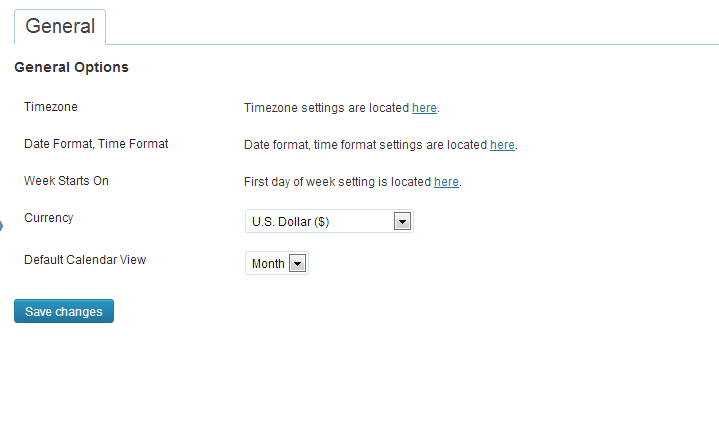 General
General Options
Timezone Timezone settings are located here.
Date Format, Time Format Date format, time format settings are located here.
Week Starts On First day of week setting is located here.
Currency U.S. Dollar ($)
Default Calendar View Month
Save changes